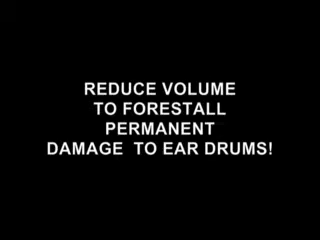 REDUCE VOLUME
TO FORESTALL
PERMANENT
DAMAGE  TO EAR DRUMS!